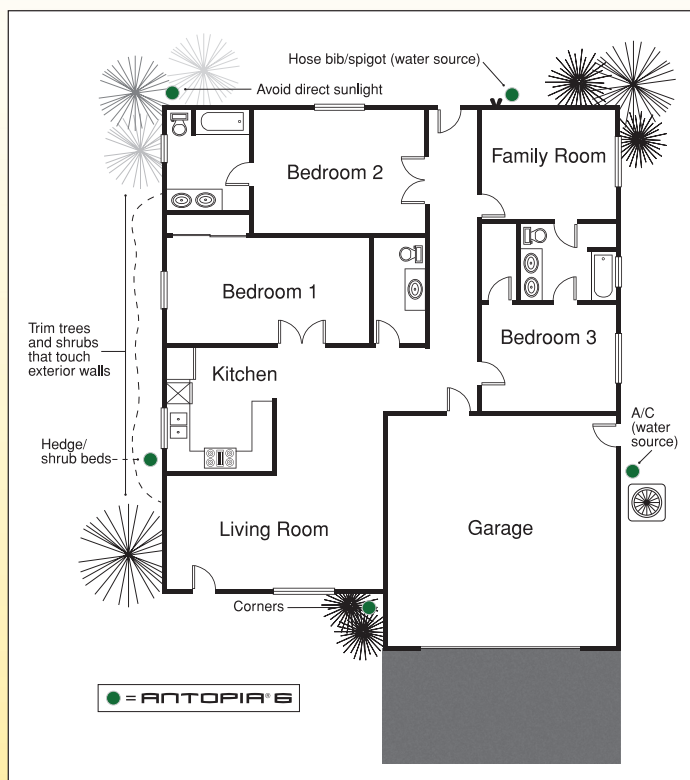 Hose bib/spigot (water source)
Avoid direct sunlight
Bedroom 2
Family Room
Bedroom 1
Trim trees
and shrubs
that touch
exterior walls
Kitchen
Bedroom 3
Hedge/
shrub beds
A/C
(water
source)
Living Room
Garage
Corners
= ANTOPIA® 6